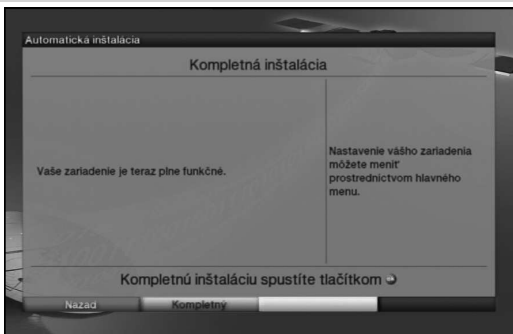 Automatická inštalácia
Kompletná inštalácia
Vaše zariadenie je teraz plne funkčné.
Nastavenie vášho zariadenia
môžete meniť
prostredníctvom hlavného
menu.
Kompletnú inštaláciu spustíte tlačítkom
Nazad
Kompletný